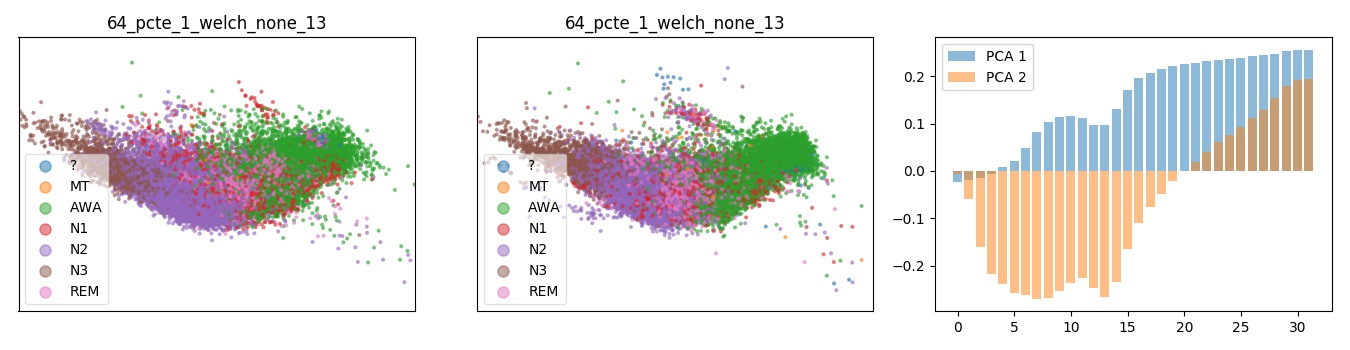 64_pcte_1_welch_none_13
?
MT
AWA
N1
N2
N3
REM
64_pcte_1_welch_none_13
?
MT
AWA
N1
N2
N3
REM
PCA 1
PCA 2
0.2
0.1
0.0
−0.1
−0.2
0 5 10 15 20 25 30